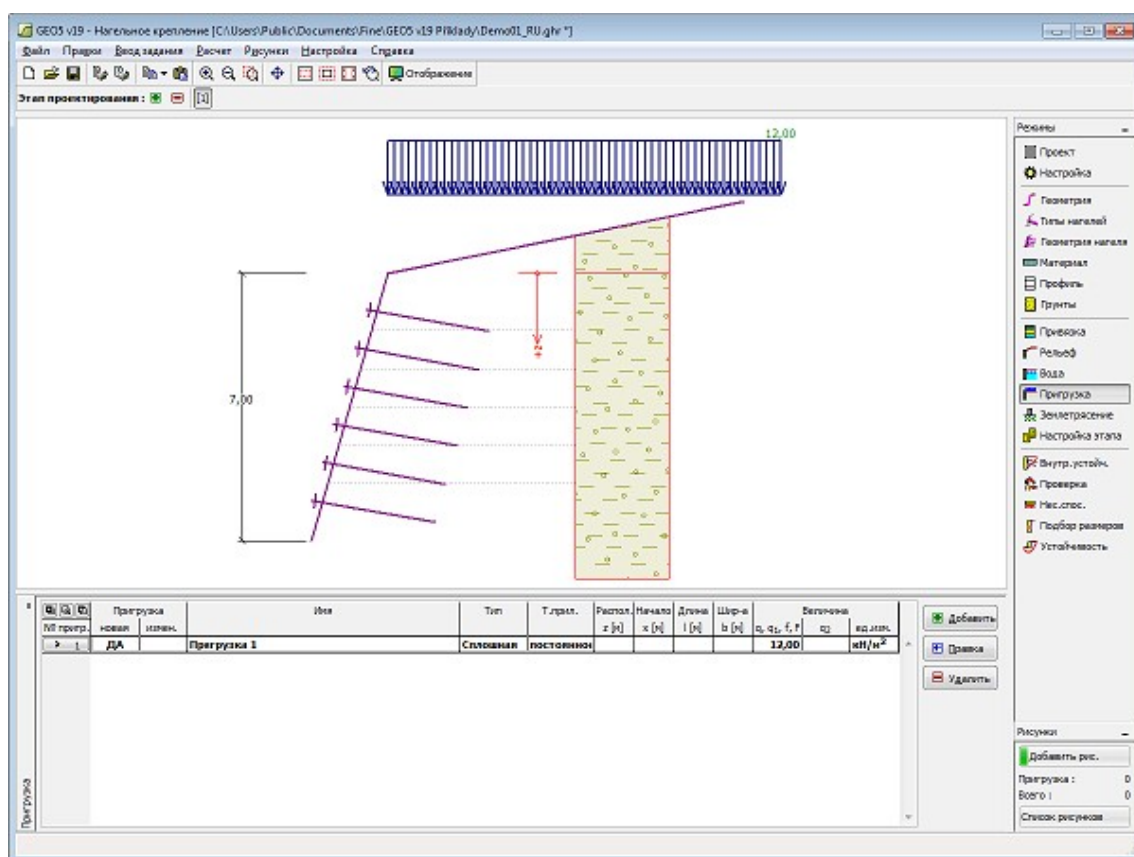 GEO5 v19 - Нагельное крепление [C:\Users\Public\Documents\Fine\GEO5 v19 Příklady\Demo01_RU.ghr *]
Файл Правки Ввод задания Расчет Рисунки Настройка Справка
Отображение
Этап проектирования : [1]
12,00
+z
7,00
Режимы
Проект
Настройка
Геометрия
Типы нагелей
Геометрия нагеля
Материал
Профиль
Грунты
Привязка
Рельеф
Вода
Пригрузка
Землетрясение
Настройка этапа
Внутр.устойч.
Проверка
Нес.спос.
Подбор размеров
Устойчивость
Пригрузка Имя Тип Т.прил. Распол. Начало Длина Шир-а Величина
№ пригр. новая измен. z [м] x [м] l [м] b [м] q, q1, f, F q2 ед.изм.
> 1 ДА Пригрузка 1 Сплошная постоянное 12,00 кН/м²
Добавить
Правка
Удалить
Пригрузка
Рисунки
Добавить рис.
Пригрузка : 0
Всего : 0
Список рисунков